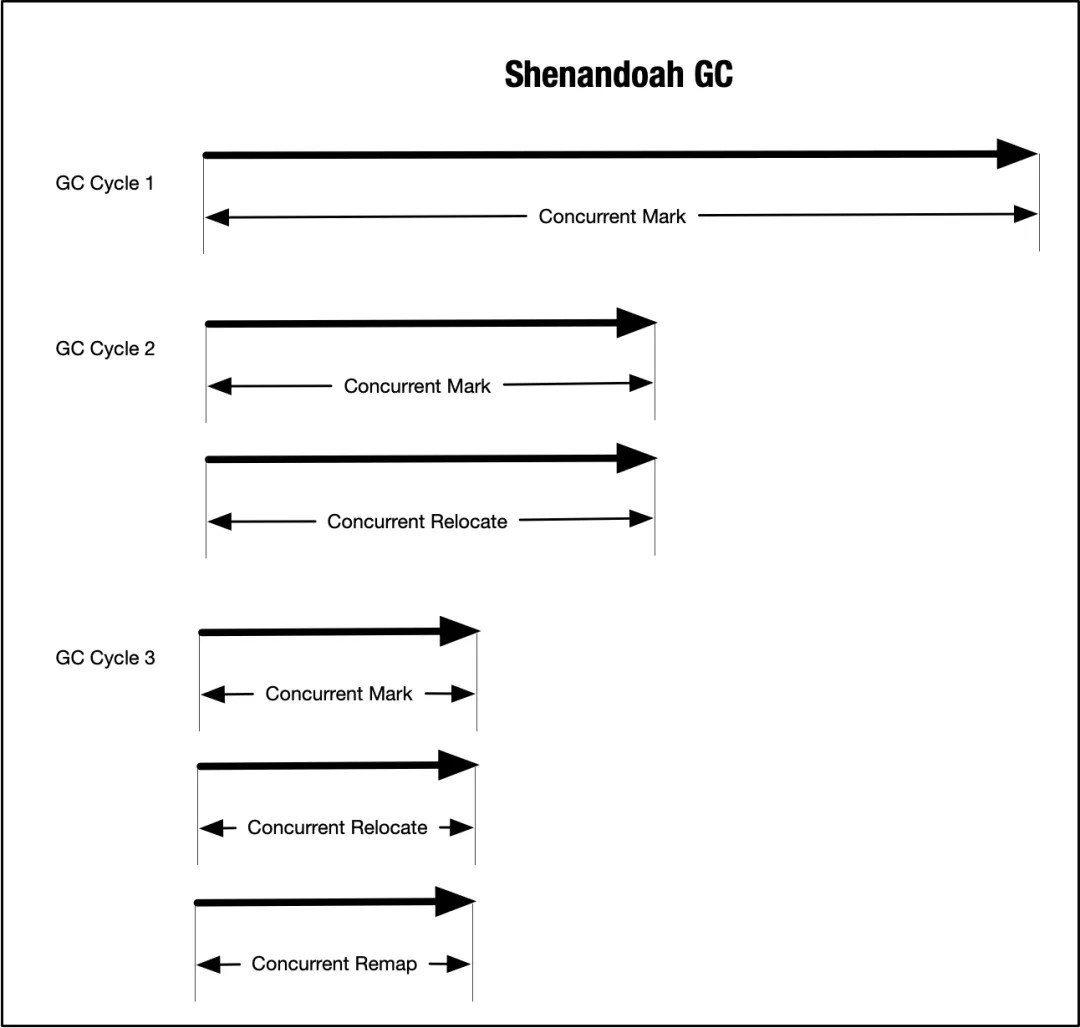 Shenandoah GC
GC Cycle 1
Concurrent Mark
GC Cycle 2
Concurrent Mark
Concurrent Relocate
GC Cycle 3
Concurrent Mark
Concurrent Relocate
Concurrent Remap